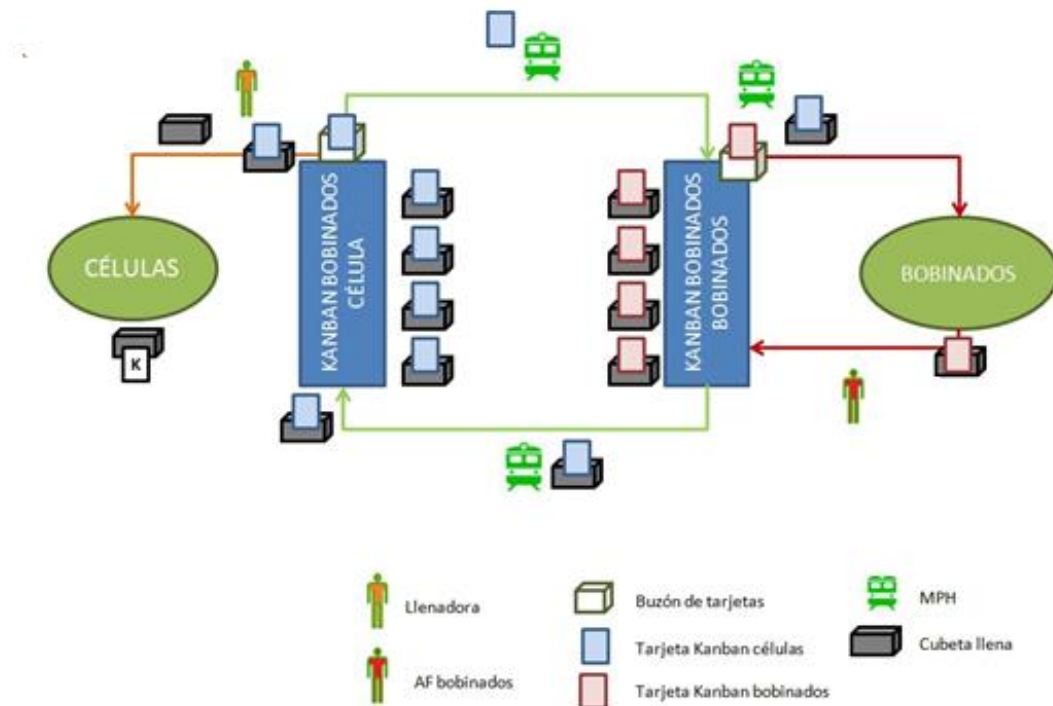 KANBAN BOBINADOS
CÉLULA
KANBAN BOBINADOS
BOBINADOS
CÉLULAS
BOBINADOS
K
Llenadora
Buzón de tarjetas
MPH
Tarjeta Kanban células
Cubeta llena
AF bobinados
Tarjeta Kanban bobinados